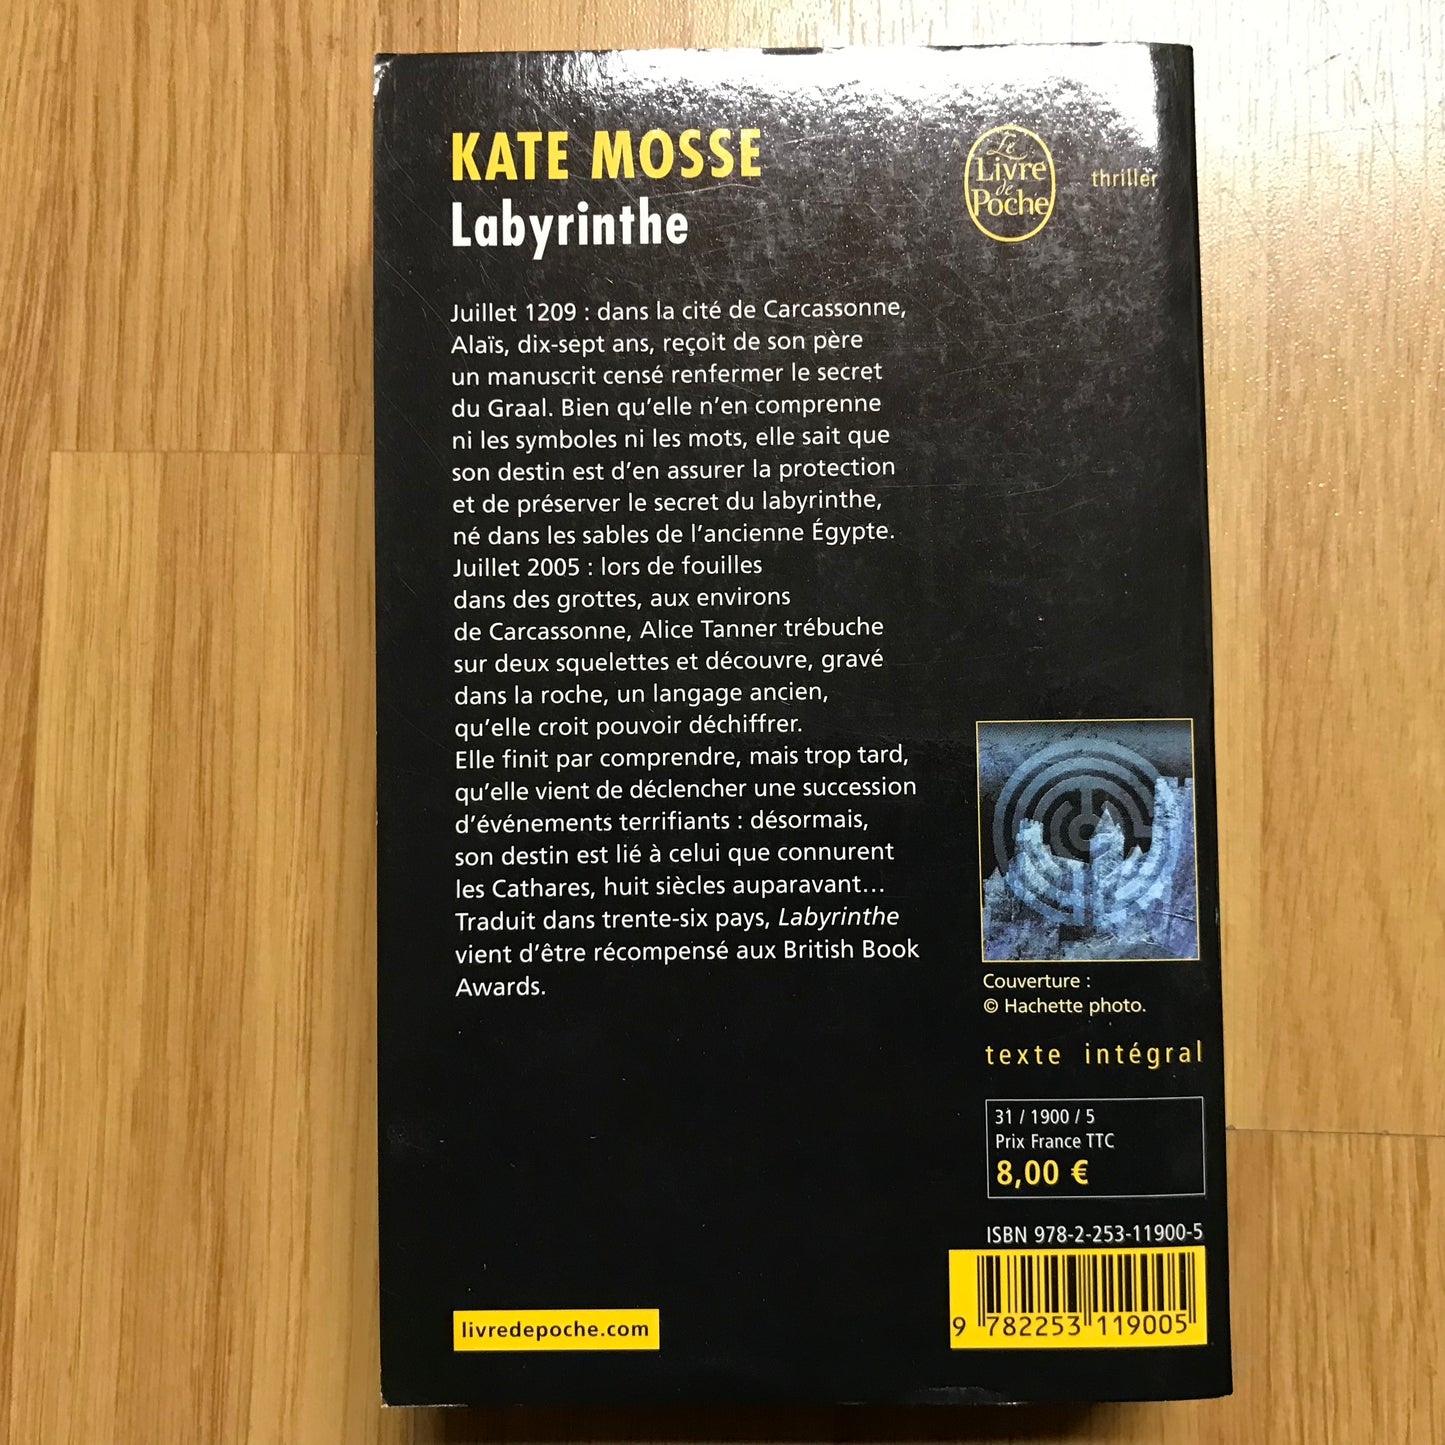 KATE MOSSE
Labyrinthe
Le
Livre
de
Poche
thriller
Juillet 1209 : dans la cité de Carcassonne,
Alaïs, dix-sept ans, reçoit de son père
un manuscrit censé renfermer le secret
du Graal. Bien qu’elle n’en comprenne
ni les symboles ni les mots, elle sait que
son destin est d’en assurer la protection
et de préserver le secret du labyrinthe,
né dans les sables de l’ancienne Égypte.
Juillet 2005 : lors de fouilles
dans des grottes, aux environs
de Carcassonne, Alice Tanner trébuche
sur deux squelettes et découvre, gravé
dans la roche, un langage ancien,
qu’elle croit pouvoir déchiffrer.
Elle finit par comprendre, mais trop tard,
qu’elle vient de déclencher une succession
d’événements terrifiants : désormais,
son destin est lié à celui que connurent
les Cathares, huit siècles auparavant…
Traduit dans trente-six pays, Labyrinthe
vient d’être récompensé aux British Book
Awards.
Couverture :
© Hachette photo.
texte intégral
31 / 1900 / 5
Prix France TTC
8,00 €
ISBN 978-2-253-11900-5
9 782253 119005
livredepoche.com